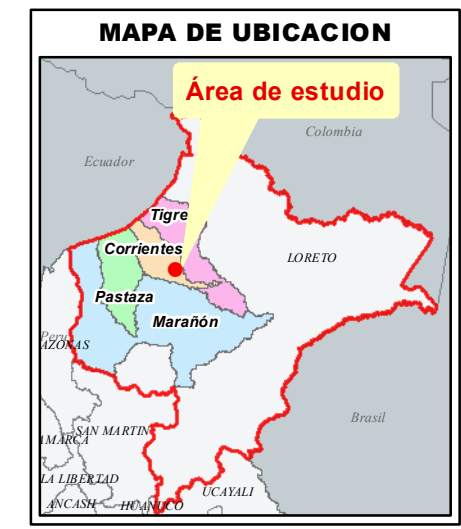 MAPA DE UBICACION
Área de estudio
Colombia
Ecuador
Tigre
Corrientes
LORETO
Pastaza
Marañón
Peru
AZONAS
Brasil
SAN MARTIN
AMARCA
LA LIBERTAD
UCAYALI
ANCASH
HUANUCO